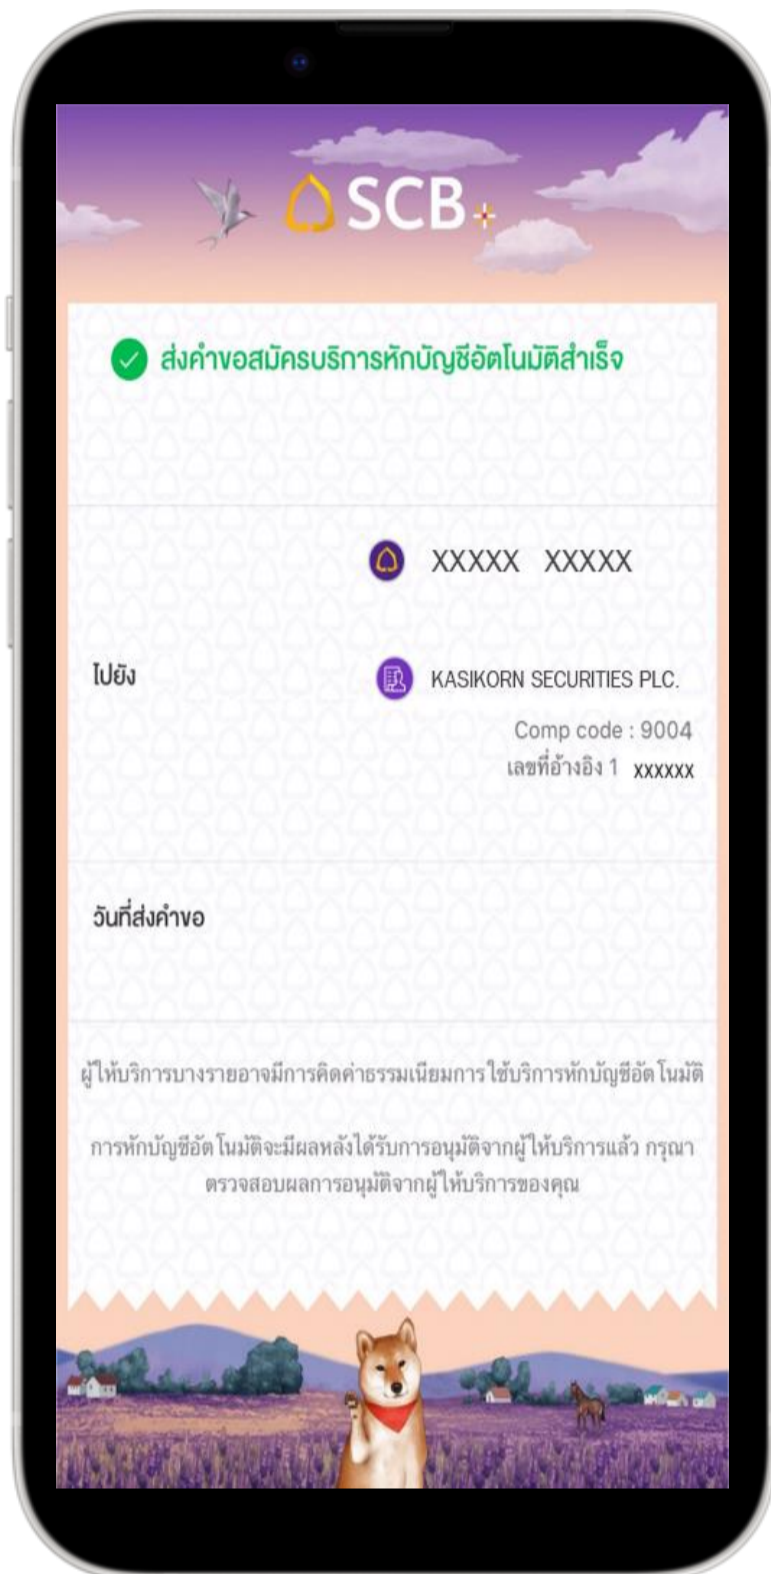 SCB
ส่งคำขอสมัครบริการหักบัญชีอัตโนมัติสำเร็จ
XXXXX XXXXX
ไปยัง KASIKORN SECURITIES PLC.
Comp code : 9004
เลขที่อ้างอิง 1 xxxxxx
วันที่ส่งคำขอ
ผู้ให้บริการบางรายอาจมีการคิดค่าธรรมเนียมการใช้บริการหักบัญชีอัตโนมัติ
การหักบัญชีอัตโนมัติจะมีผลหลังได้รับการอนุมัติจากผู้ให้บริการแล้ว กรุณา
ตรวจสอบผลการอนุมัติจากผู้ให้บริการของคุณ